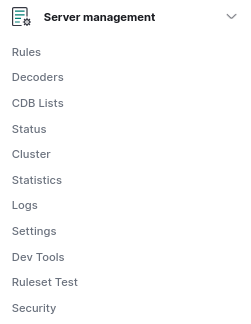 Server management
Rules
Decoders
CDB Lists
Status
Cluster
Statistics
Logs
Settings
Dev Tools
Ruleset Test
Security